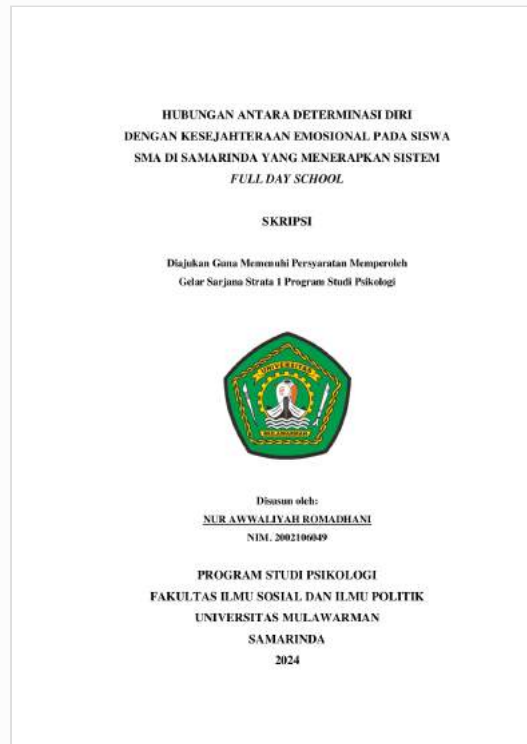 HUBUNGAN ANTARA DETERMINASI DIRI
DENGAN KESEJAHTERAAN EMOSIONAL PADA SISWA
SMA DI SAMARINDA YANG MENERAPKAN SISTEM
FULL DAY SCHOOL
SKRIPSI
Diajukan Guna Memenuhi Persyaratan Memperoleh
Gelar Sarjana Strata 1 Program Studi Psikologi
UNIVERSITAS
MULAWARMAN
Disusun oleh:
NUR AWWALIYAH ROMADHANI
NIM. 2002106049
PROGRAM STUDI PSIKOLOGI
FAKULTAS ILMU SOSIAL DAN ILMU POLITIK
UNIVERSITAS MULAWARMAN
SAMARINDA
2024